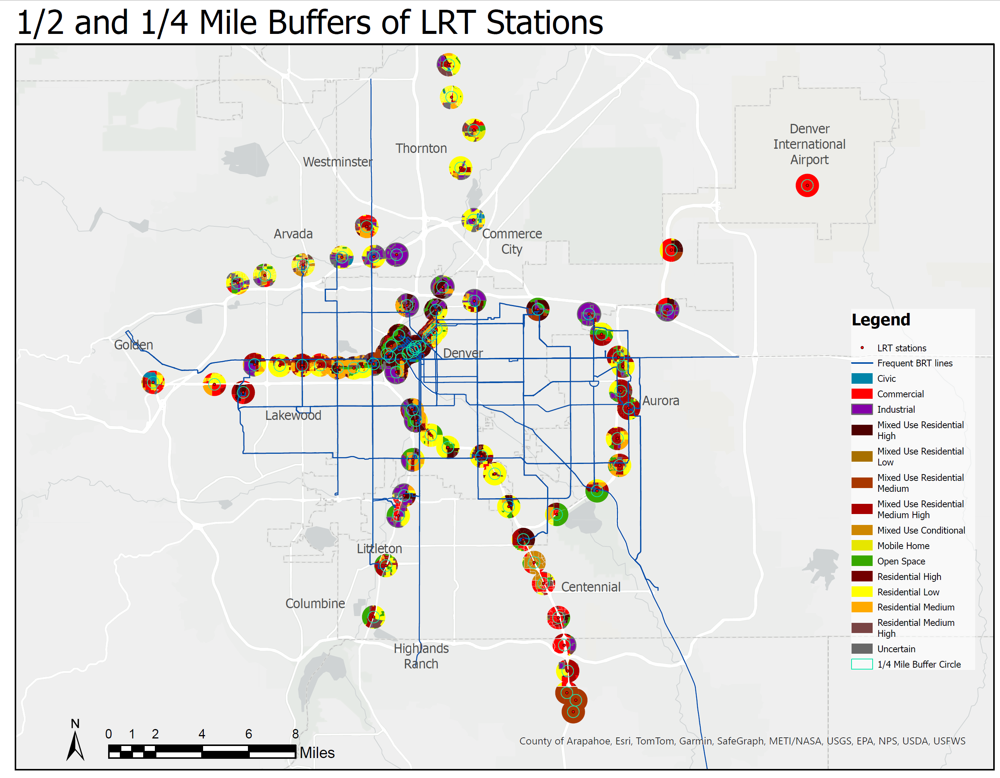 1/2 and 1/4 Mile Buffers of LRT Stations
Denver
International
Airport
Thornton
Westminster
Arvada
Commerce
City
Golden
Denver
Lakewood
Aurora
Littleton
Centennial
Columbine
Highlands
Ranch
Legend
LRT stations
Frequent BRT lines
Civic
Commercial
Industrial
Mixed Use Residential
High
Mixed Use Residential
Low
Mixed Use Residential
Medium
Mixed Use Residential
Medium High
Mixed Use Conditional
Mobile Home
Open Space
Residential High
Residential Low
Residential Medium
Residential Medium
High
Uncertain
1/4 Mile Buffer Circle
N
0 1 2 4 6 8
Miles
County of Arapahoe, Esri, TomTom, Garmin, SafeGraph, METI/NASA, USGS, EPA, NPS, USDA, USFWS